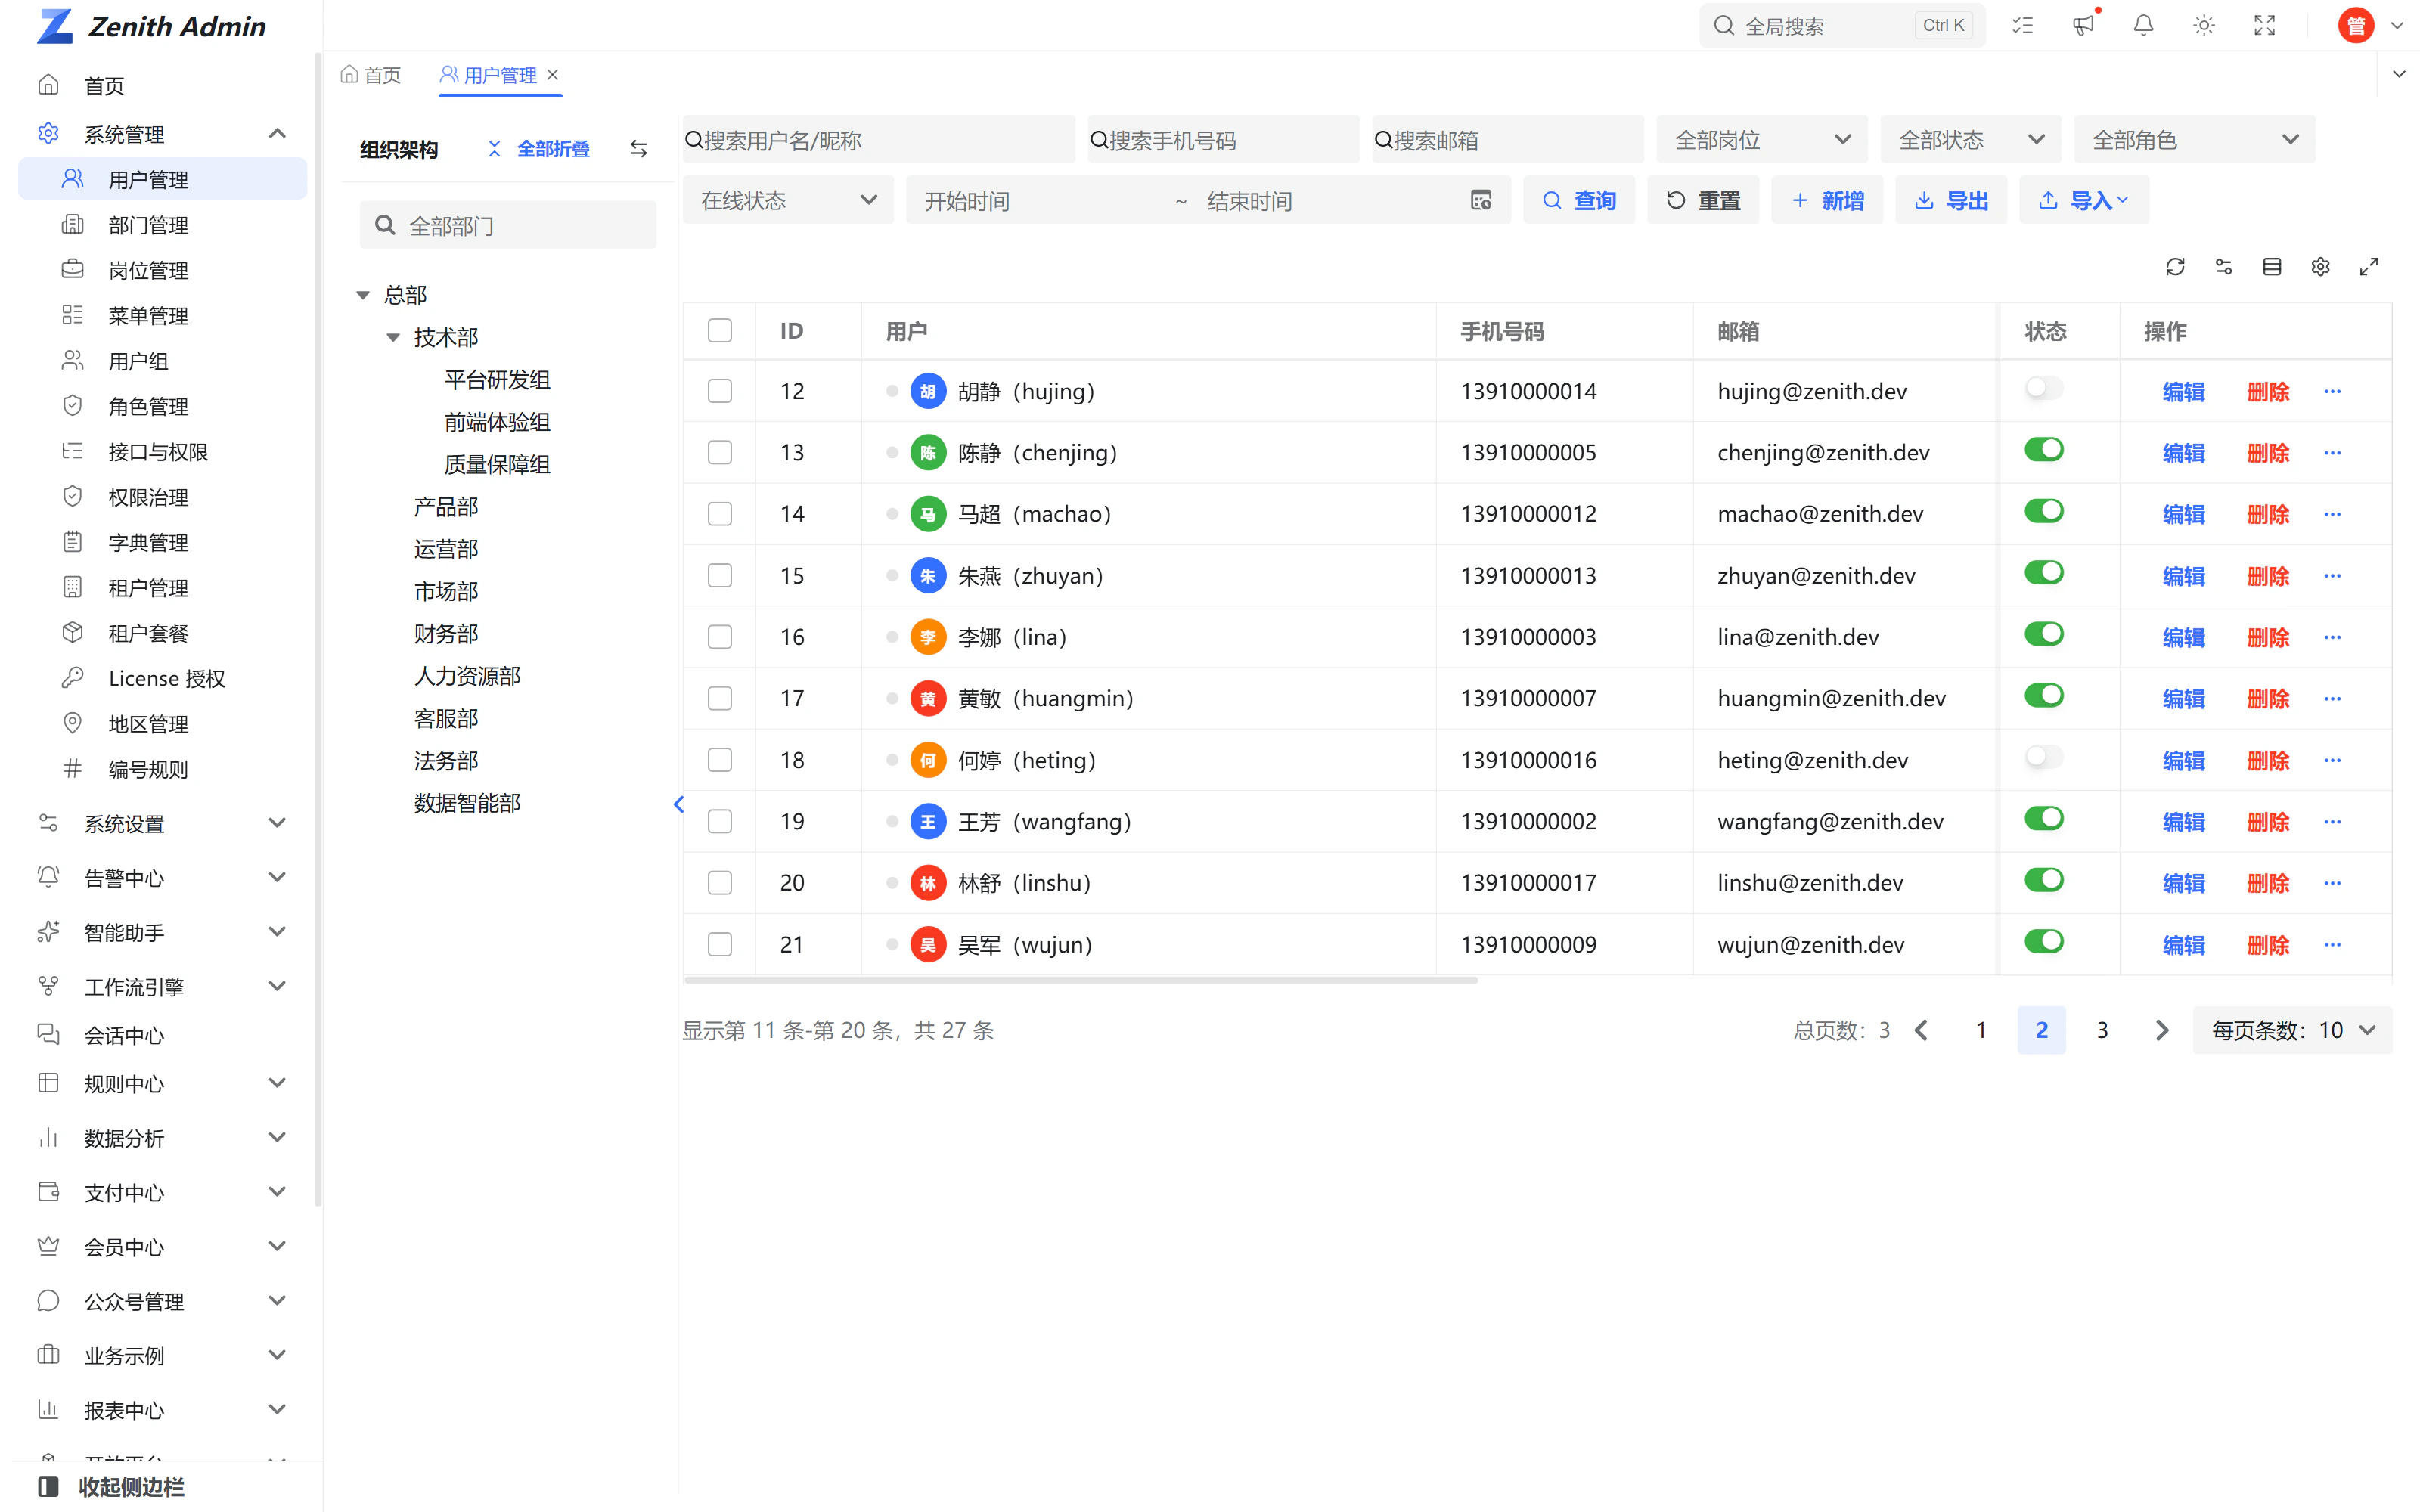 Zenith Admin
全局搜索 Ctrl K 管
首页
系统管理
用户管理
部门管理
岗位管理
菜单管理
用户组
角色管理
接口与权限
权限治理
字典管理
租户管理
租户套餐
License 授权
地区管理
编号规则
系统设置
告警中心
智能助手
工作流引擎
会话中心
规则中心
数据分析
支付中心
会员中心
公众号管理
业务示例
报表中心
收起侧边栏
首页 用户管理
组织架构 全部折叠
全部部门
总部
技术部
平台研发组
前端体验组
质量保障组
产品部
运营部
市场部
财务部
人力资源部
客服部
法务部
数据智能部
搜索用户名/昵称 搜索手机号码 搜索邮箱 全部岗位 全部状态 全部角色
在线状态 开始时间 ~ 结束时间 查询 重置 新增 导出 导入
ID 用户 手机号码 邮箱 状态 操作
12 胡 胡静（hujing） 13910000014 hujing@zenith.dev 编辑 删除 ···
13 陈 陈静（chenjing） 13910000005 chenjing@zenith.dev 编辑 删除 ···
14 马 马超（machao） 13910000012 machao@zenith.dev 编辑 删除 ···
15 朱 朱燕（zhuyan） 13910000013 zhuyan@zenith.dev 编辑 删除 ···
16 李 李娜（lina） 13910000003 lina@zenith.dev 编辑 删除 ···
17 黄 黄敏（huangmin） 13910000007 huangmin@zenith.dev 编辑 删除 ···
18 何 何婷（heting） 13910000016 heting@zenith.dev 编辑 删除 ···
19 王 王芳（wangfang） 13910000002 wangfang@zenith.dev 编辑 删除 ···
20 林 林舒（linshu） 13910000017 linshu@zenith.dev 编辑 删除 ···
21 吴 吴军（wujun） 13910000009 wujun@zenith.dev 编辑 删除 ···
显示第 11 条-第 20 条，共 27 条 总页数：3 1 2 3 每页条数：10